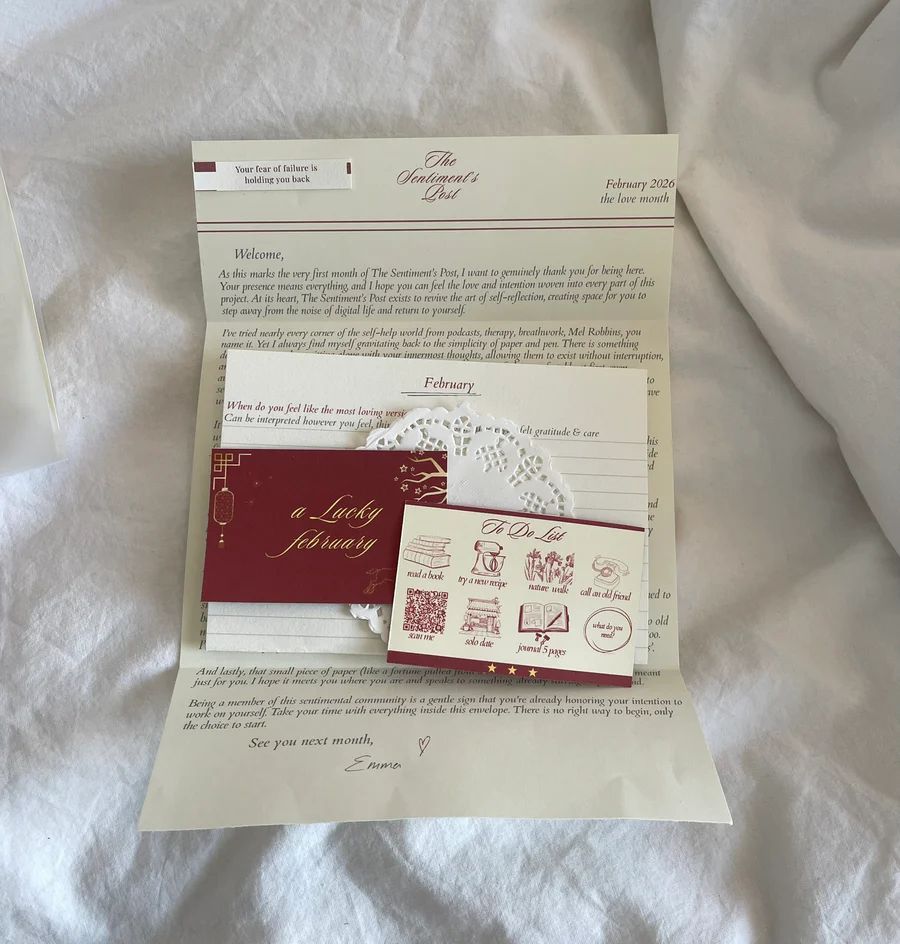 Your fear of failure is
holding you back
The
Sentiment's
Post
February 2026
the love month
Welcome,
As this marks the very first month of The Sentiment's Post, I want to genuinely thank you for being here.
Your presence means everything, and I hope you can feel the love and intention woven into every part of this
project. At its heart, The Sentiment's Post exists to revive the art of self-reflection, creating space for you to
step away from the noise of digital life and return to yourself.
I've tried nearly every corner of the self-help world from podcasts, therapy, breathwork, Mel Robbins, you
name it. Yet I always find myself gravitating back to the simplicity of paper and pen. There is something
with your innermost thoughts, allowing them to exist without interruption,
February
When do you feel like the most loving
Can be interpreted however you feel, felt gratitude & care
a Lucky
february
To Do List
read a book
try a new recipe
nature walk
call an old friend
scan me
solo date
journal 5 pages
what do you
need?
And lastly, that small piece of paper (like a fortune pulled meant
just for you. I hope it meets you where you are and speaks to something
Being a member of this sentimental community is a gentle sign that you're already honoring your intention to
work on yourself. Take your time with everything inside this envelope. There is no right way to begin, only
the choice to start.
See you next month,
Emma